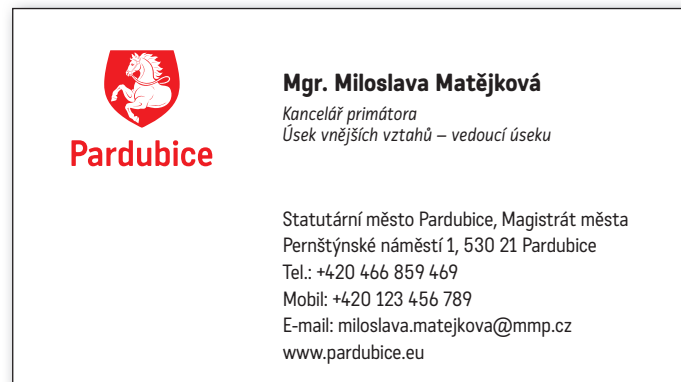 Pardubice
Mgr. Miloslava Matějková
Kancelář primátora
Úsek vnějších vztahů – vedoucí úseku
Statutární město Pardubice, Magistrát města
Pernštýnské náměstí 1, 530 21 Pardubice
Tel.: +420 466 859 469
Mobil: +420 123 456 789
E-mail: miloslava.matejkova@mmp.cz
www.pardubice.eu